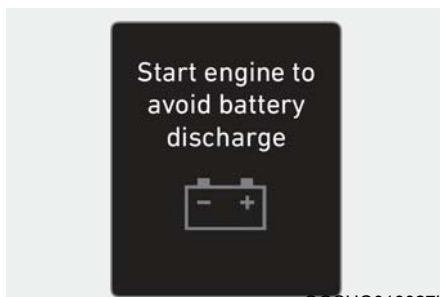 Start engine to
avoid battery
discharge
- +